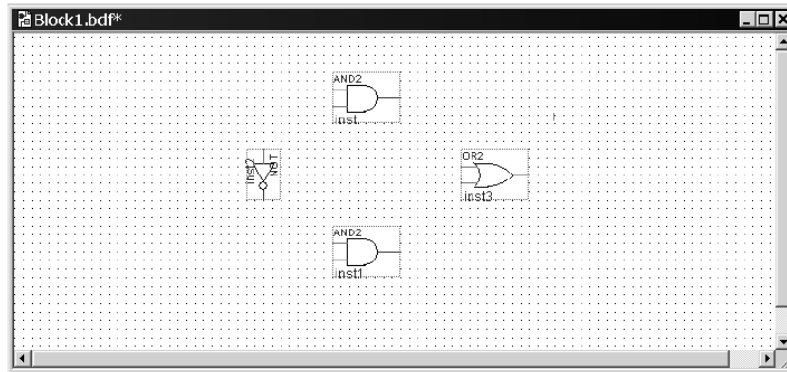 Block1.bdf*
AND2
inst
inst2
NOT
OR2
inst3
AND2
inst1